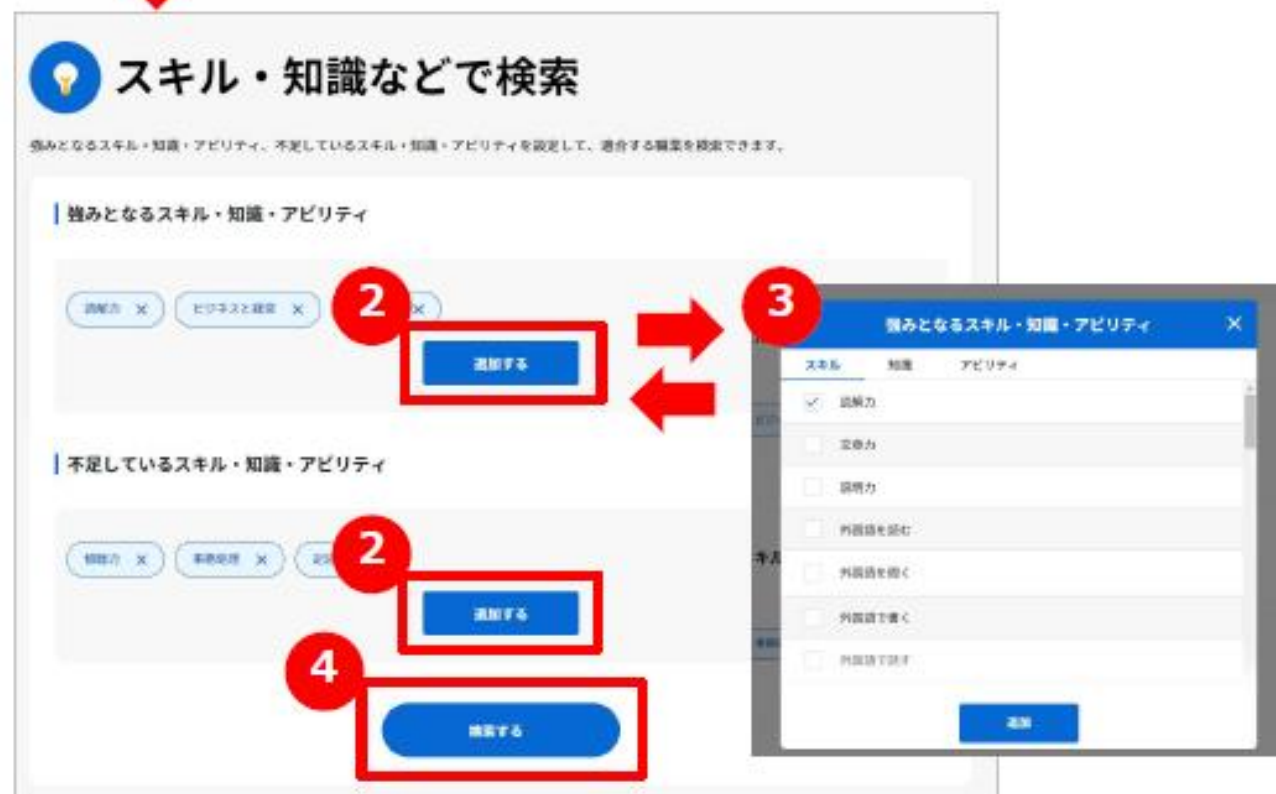 スキル・知識などで検索
強みとなるスキル・知識・アビリティ、不足しているスキル・知識・アビリティを設定して、適合する職業を検索できます。
強みとなるスキル・知識・アビリティ
読解力 ×
ビジネスと経営 ×
×
2
追加する
不足しているスキル・知識・アビリティ
傾聴力 ×
事務処理 ×
2
追加する
4
検索する
3
強みとなるスキル・知識・アビリティ ×
スキル 知識 アビリティ
読解力
文章力
説明力
外国語を読む
外国語を聞く
外国語で書く
外国語で話す
追加